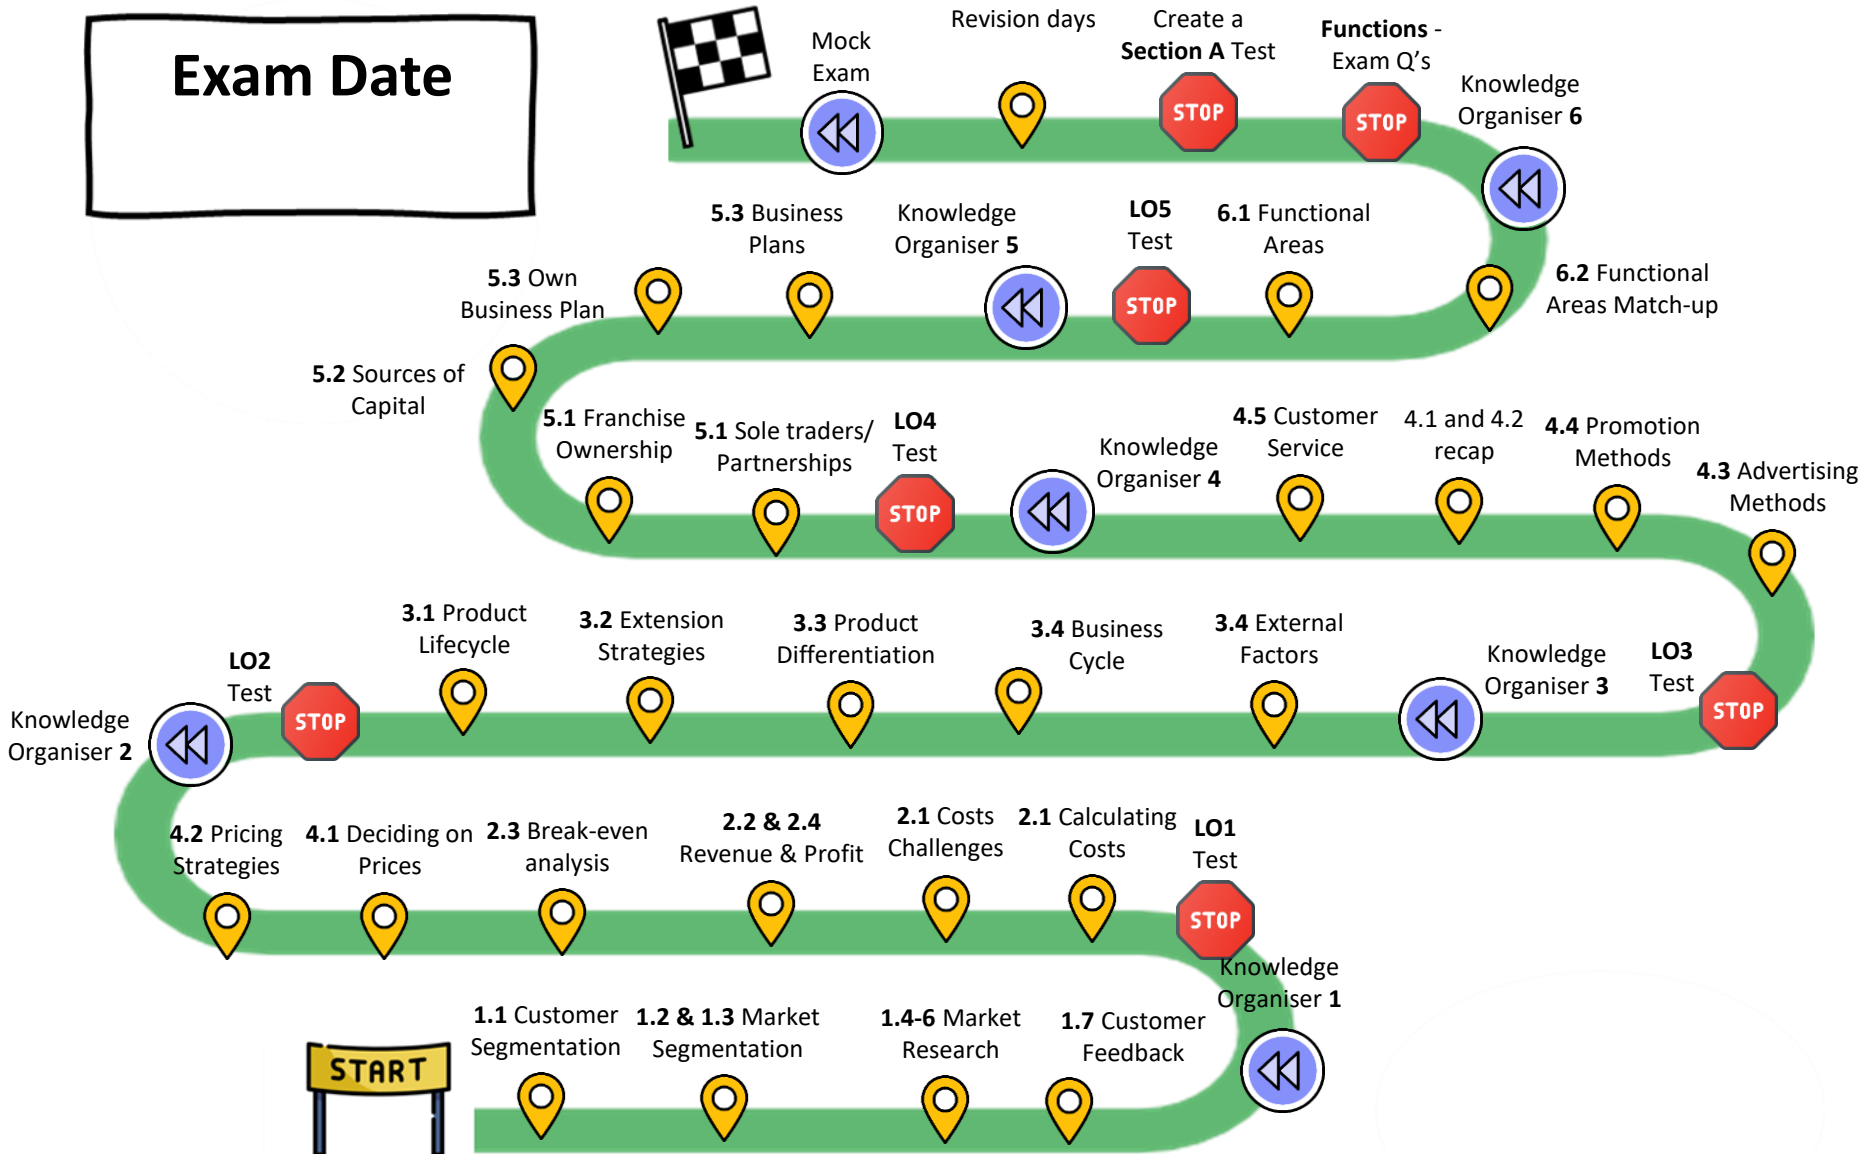 Exam Date
Mock
Exam
Revision days
Create a
Section A Test
Functions -
Exam Q's
Knowledge
Organiser 6
STOP
STOP
5.3 Business
Plans
Knowledge
Organiser 5
LO5
Test
6.1 Functional
Areas
5.3 Own
Business Plan
STOP
6.2 Functional
Areas Match-up
5.2 Sources of
Capital
5.1 Franchise
Ownership
5.1 Sole traders/
Partnerships
LO4
Test
STOP
Knowledge
Organiser 4
4.5 Customer
Service
4.1 and 4.2
recap
4.4 Promotion
Methods
4.3 Advertising
Methods
Knowledge
Organiser 2
LO2
Test
STOP
3.1 Product
Lifecycle
3.2 Extension
Strategies
3.3 Product
Differentiation
3.4 Business
Cycle
3.4 External
Factors
Knowledge
Organiser 3
LO3
Test
STOP
4.2 Pricing
Strategies
4.1 Deciding on
Prices
2.3 Break-even
analysis
2.2 & 2.4
Revenue & Profit
2.1 Costs
Challenges
2.1 Calculating
Costs
LO1
Test
STOP
Knowledge
Organiser 1
START
1.1 Customer
Segmentation
1.2 & 1.3 Market
Segmentation
1.4-6 Market
Research
1.7 Customer
Feedback